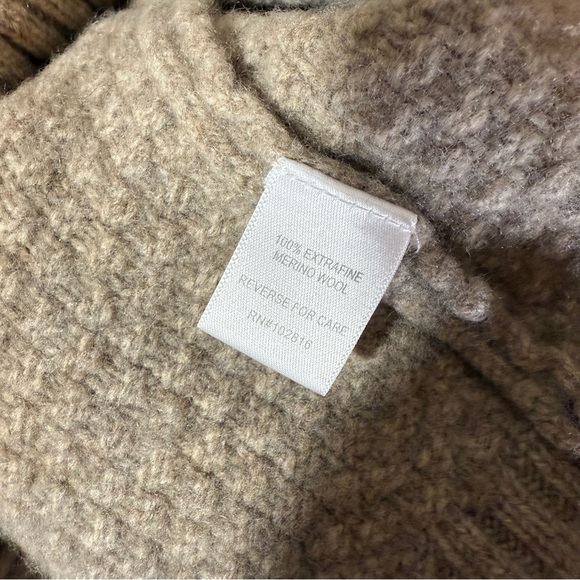 100% EXTRAFINE
MERINO WOOL
REVERSE FOR CARE
RN#102816